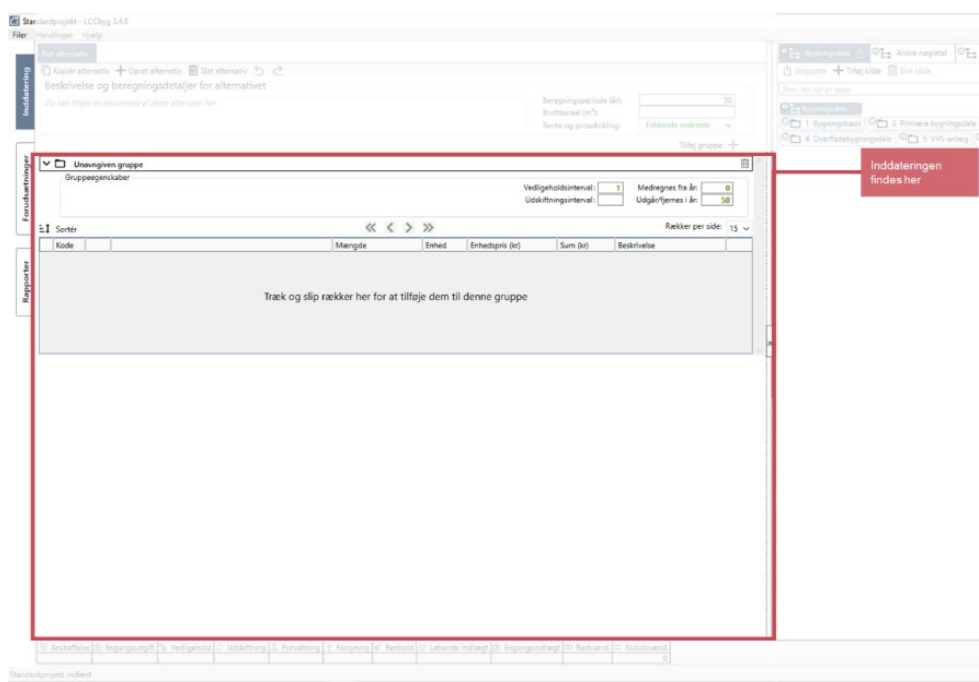 Standardprojekt - LCCbyg 3.4.8
Filer Handlinger Hjælp
Nyt alternativ
Kopiér alternativ Opret alternativ Slet alternativ
Beskrivelse og beregningsdetaljer for alternativet
Du kan tilføje en beskrivelse af dette alternativ her
Beregningsperiode (år): 50
Bruttoareal (m²):
Rente og prisudvikling: Faldende realrente
Tilføj gruppe
Inddatering
Forudsætninger
Rapporter
Bygningsdele Andre nøgletal
Eksporter Tilføj kilde Slet kilde
Skriv her for at søge
Bygningsdele
1 Bygningsbasis 2 Primære bygningsdele
4 Overfladebygningsdele 5 VVS-anlæg
Inddateringen
findes her
Unavngiven gruppe
Gruppeegenskaber
Vedligeholdsinterval: 1 Medregnes fra år: 0
Udskiftningsinterval: Udgår/fjernes i år: 50
Sortér Rækker per side: 15
Kode Mængde Enhed Enhedspris (kr) Sum (kr) Beskrivelse
Træk og slip rækker her for at tilføje dem til denne gruppe
Anskaffelse Engangsudgift Vedligehold Udskiftning Forvaltning Forsyning Renhold Løbende indtægt Engangsindtægt Restværdi Nutidsværdi
0
Standardprojekt indlæst